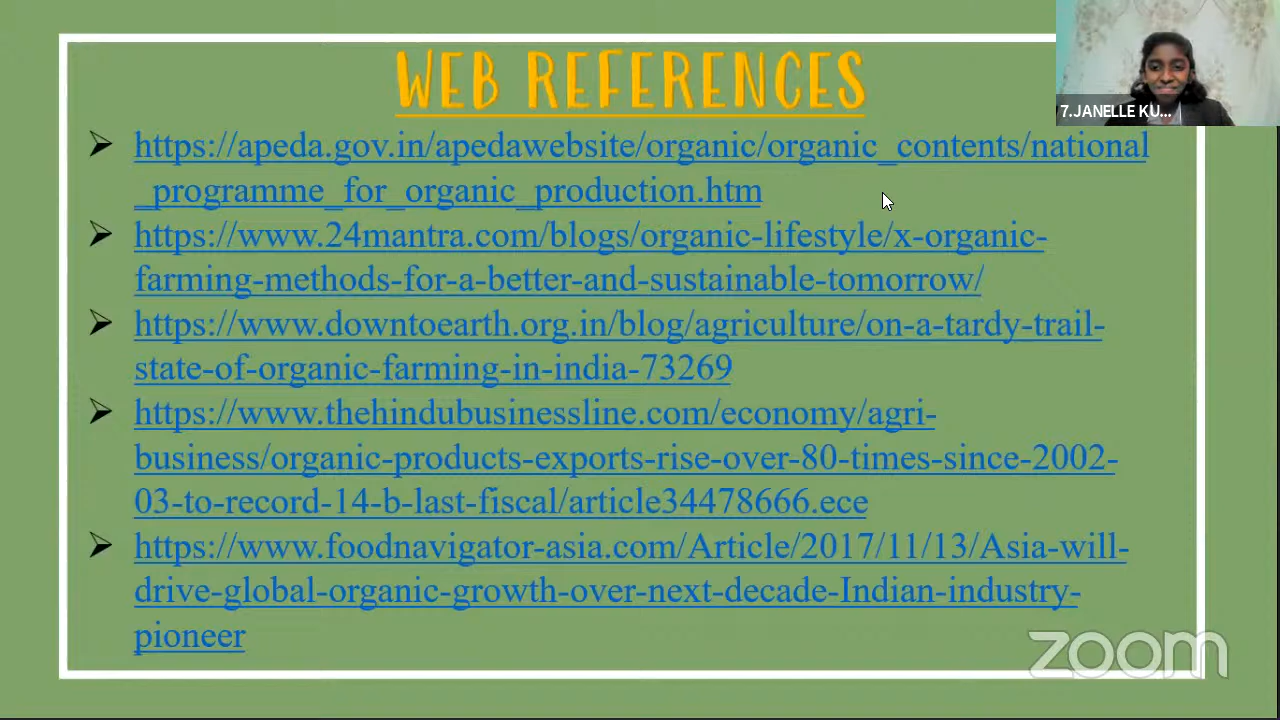 WEB REFERENCES
7.JANELLE KU...
https://apeda.gov.in/apedawebsite/organic/organic_contents/national
_programme_for_organic_production.htm
https://www.24mantra.com/blogs/organic-lifestyle/x-organic-
farming-methods-for-a-better-and-sustainable-tomorrow/
https://www.downtoearth.org.in/blog/agriculture/on-a-tardy-trail-
state-of-organic-farming-in-india-73269
https://www.thehindubusinessline.com/economy/agri-
business/organic-products-exports-rise-over-80-times-since-2002-
03-to-record-14-b-last-fiscal/article34478666.ece
https://www.foodnavigator-asia.com/Article/2017/11/13/Asia-will-
drive-global-organic-growth-over-next-decade-Indian-industry-
pioneer
zoom